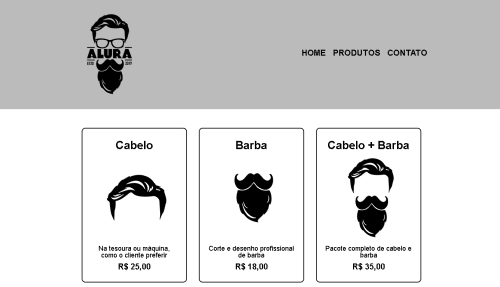 ALURA
ESTD 2019
HOME PRODUTOS CONTATO
Cabelo
Na tesoura ou máquina,
como o cliente preferir
R$ 25,00
Barba
Corte e desenho profissional
de barba
R$ 18,00
Cabelo + Barba
Pacote completo de cabelo e
barba
R$ 35,00